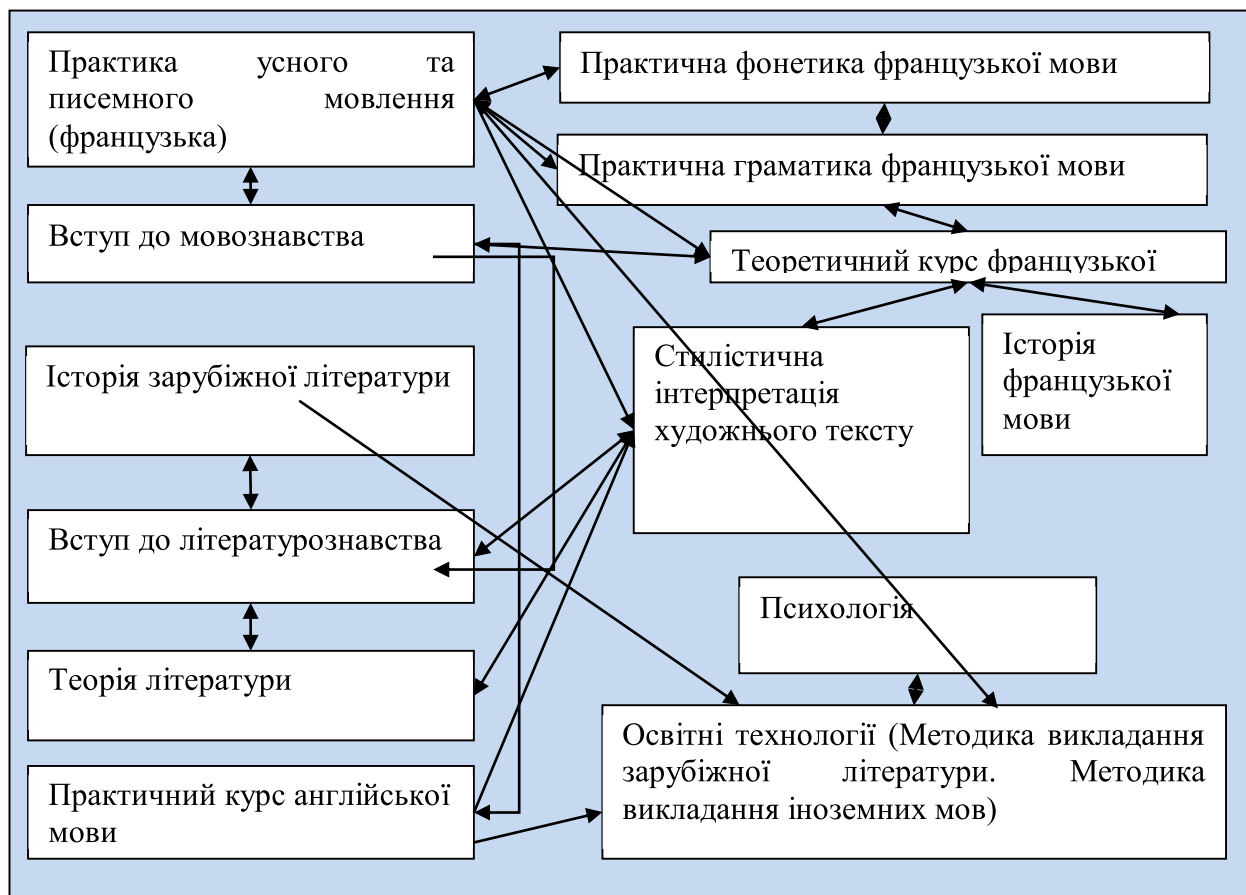 Практика усного та
писемного мовлення
(французька)
Вступ до мовознавства
Історія зарубіжної літератури
Вступ до літературознавства
Теорія літератури
Практичний курс англійської
мови
Практична фонетика французької мови
Практична граматика французької мови
Теоретичний курс французької
Стилістична
інтерпретація
художнього тексту
Історія
французької
мови
Психологія
Освітні технології (Методика викладання
зарубіжної літератури. Методика
викладання іноземних мов)